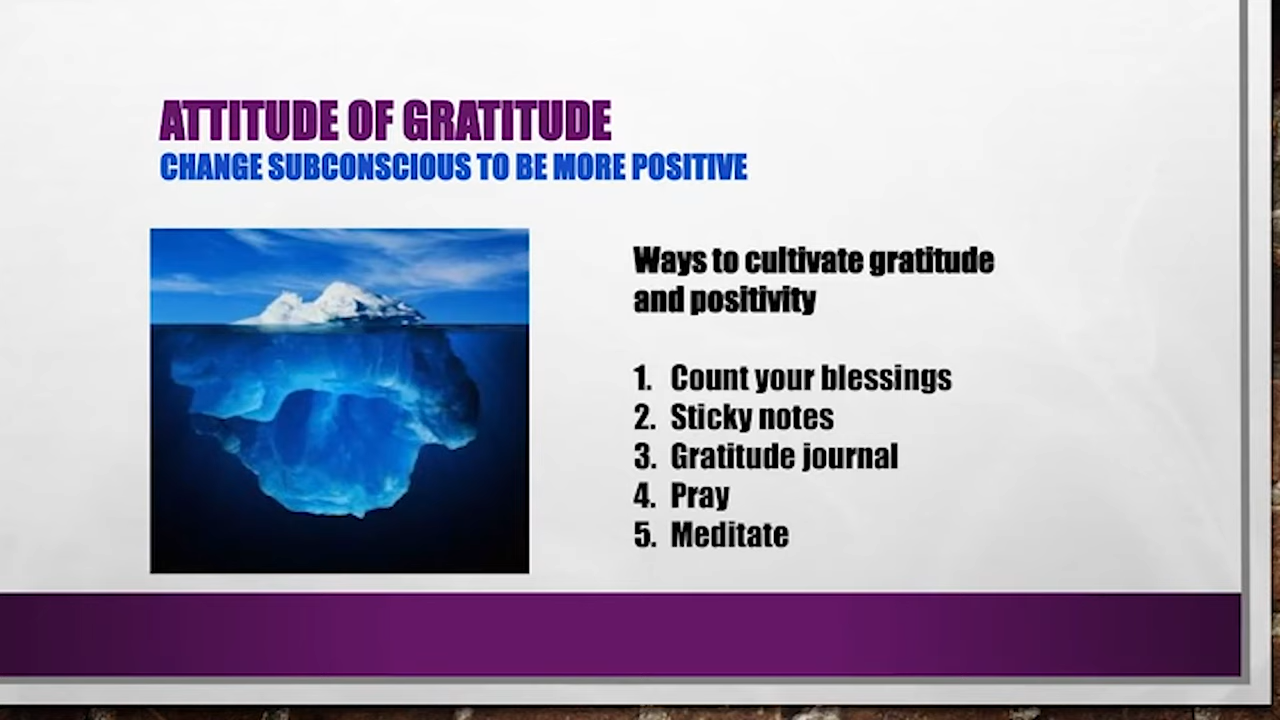 ATTITUDE OF GRATITUDE
CHANGE SUBCONSCIOUS TO BE MORE POSITIVE
Ways to cultivate gratitude
and positivity
1. Count your blessings
2. Sticky notes
3. Gratitude journal
4. Pray
5. Meditate